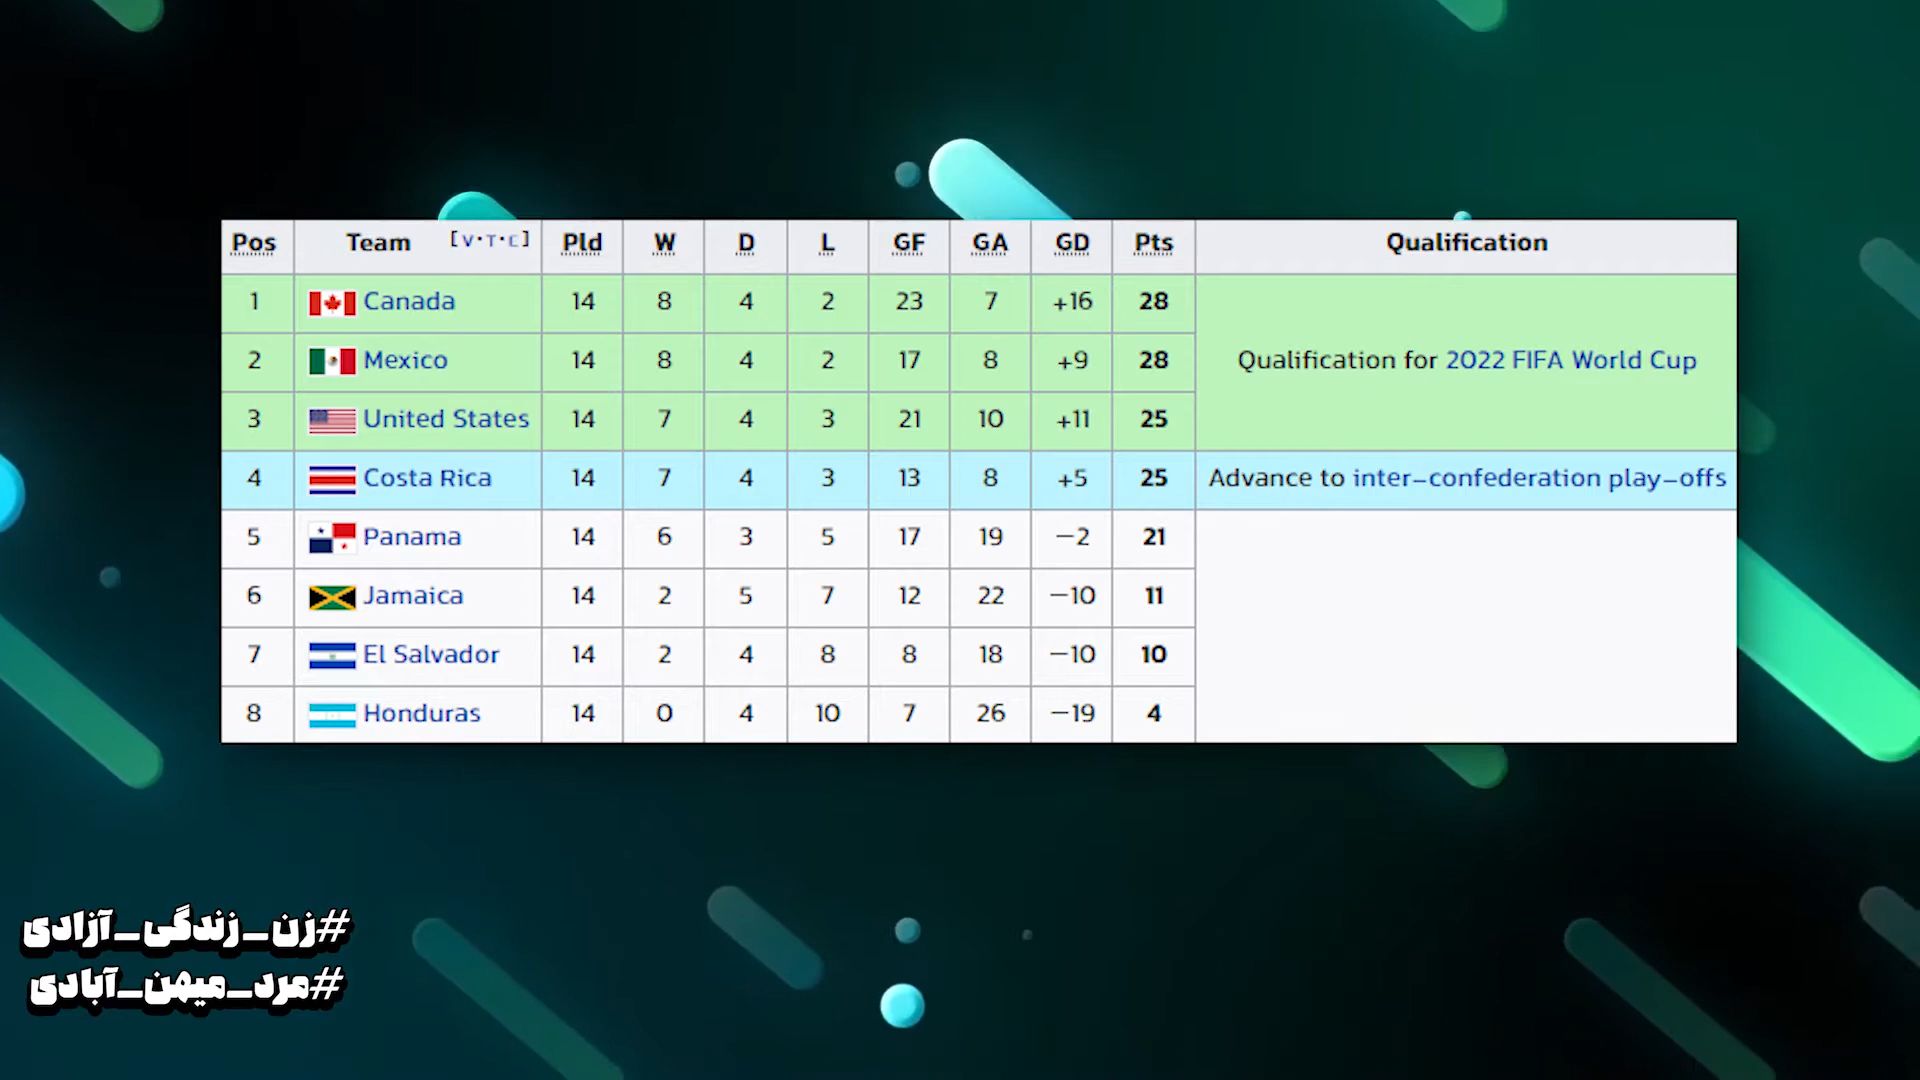 Pos Team [V·T·E] Pld W D L GF GA GD Pts Qualification
1 Canada 14 8 4 2 23 7 +16 28
2 Mexico 14 8 4 2 17 8 +9 28 Qualification for 2022 FIFA World Cup
3 United States 14 7 4 3 21 10 +11 25
4 Costa Rica 14 7 4 3 13 8 +5 25 Advance to inter–confederation play–offs
5 Panama 14 6 3 5 17 19 −2 21
6 Jamaica 14 2 5 7 12 22 −10 11
7 El Salvador 14 2 4 8 8 18 −10 10
8 Honduras 14 0 4 10 7 26 −19 4
#زن_زندگی_آزادی
#مرد_میهن_آبادی